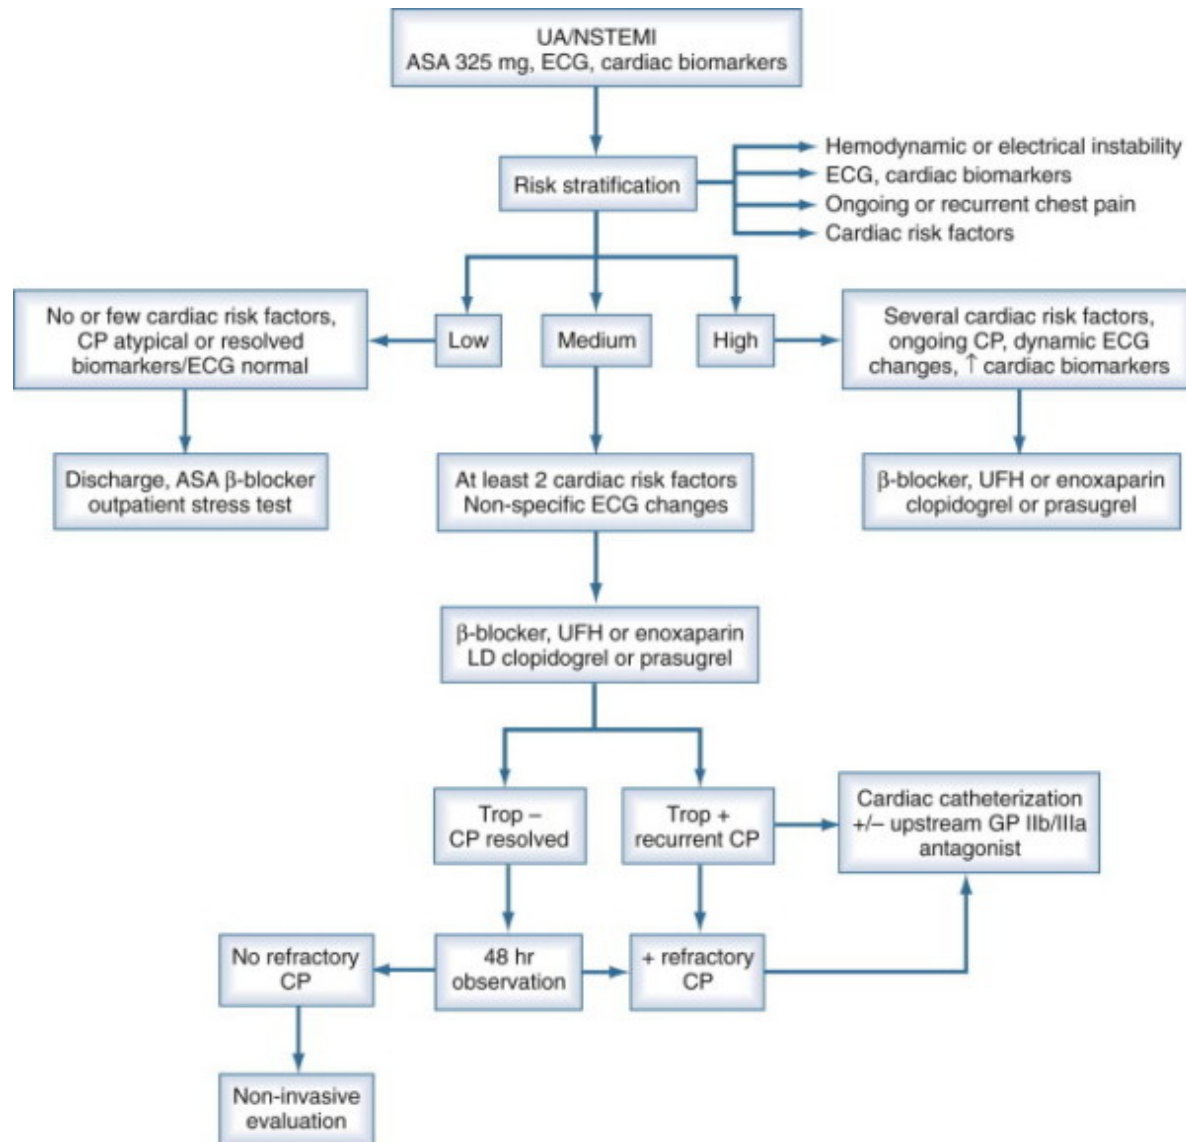 UA/NSTEMI
ASA 325 mg, ECG, cardiac biomarkers
Risk stratification
Hemodynamic or electrical instability
ECG, cardiac biomarkers
Ongoing or recurrent chest pain
Cardiac risk factors
No or few cardiac risk factors,
CP atypical or resolved
biomarkers/ECG normal
Low
Medium
High
Several cardiac risk factors,
ongoing CP, dynamic ECG
changes, ↑ cardiac biomarkers
Discharge, ASA β-blocker
outpatient stress test
At least 2 cardiac risk factors
Non-specific ECG changes
β-blocker, UFH or enoxaparin
clopidogrel or prasugrel
β-blocker, UFH or enoxaparin
LD clopidogrel or prasugrel
Trop –
CP resolved
Trop +
recurrent CP
Cardiac catheterization
+/– upstream GP IIb/IIIa
antagonist
No refractory
CP
48 hr
observation
+ refractory
CP
Non-invasive
evaluation